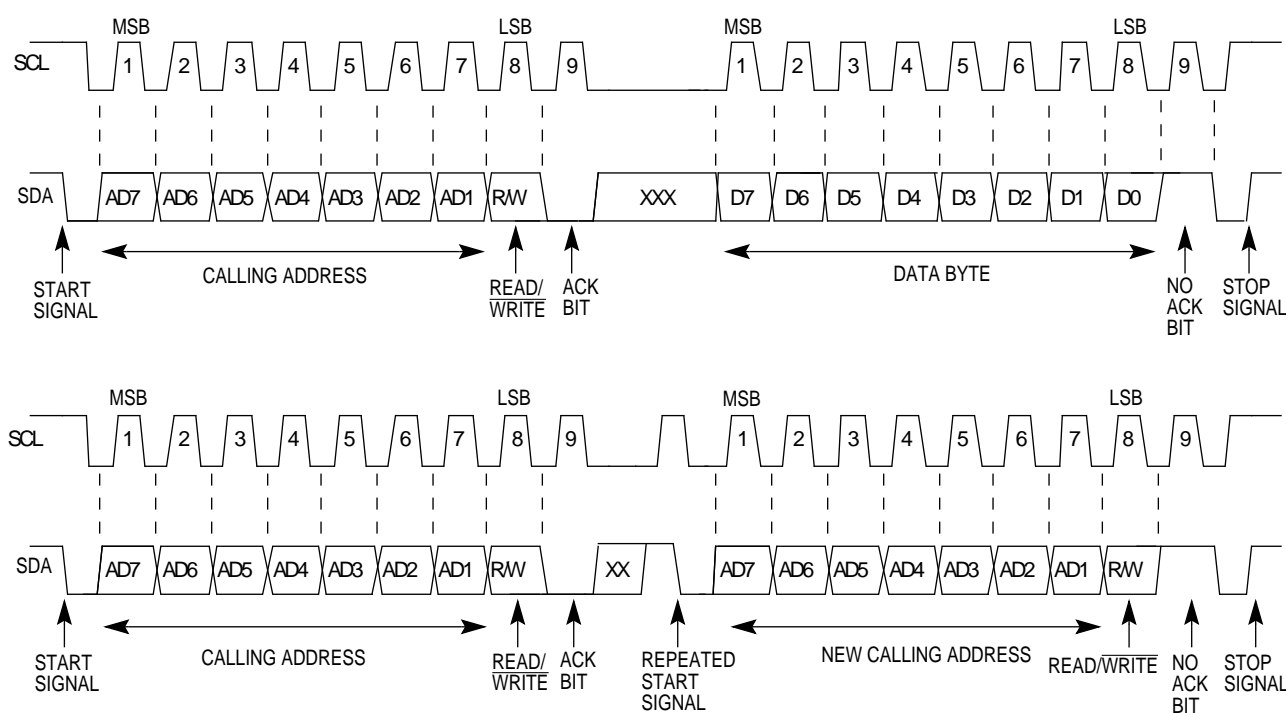 MSB LSB MSB LSB
SCL 1 2 3 4 5 6 7 8 9 1 2 3 4 5 6 7 8 9
SDA AD7 AD6 AD5 AD4 AD3 AD2 AD1 R/W XXX D7 D6 D5 D4 D3 D2 D1 D0
START SIGNAL
CALLING ADDRESS
READ/
WRITE
ACK
BIT
DATA BYTE
NO
ACK
BIT
STOP
SIGNAL
MSB LSB MSB LSB
SCL 1 2 3 4 5 6 7 8 9 1 2 3 4 5 6 7 8 9
SDA AD7 AD6 AD5 AD4 AD3 AD2 AD1 R/W XX AD7 AD6 AD5 AD4 AD3 AD2 AD1 R/W
START
SIGNAL
CALLING ADDRESS
READ/
WRITE
ACK
BIT
REPEATED
START
SIGNAL
NEW CALLING ADDRESS
READ/WRITE
NO
ACK
BIT
STOP
SIGNAL